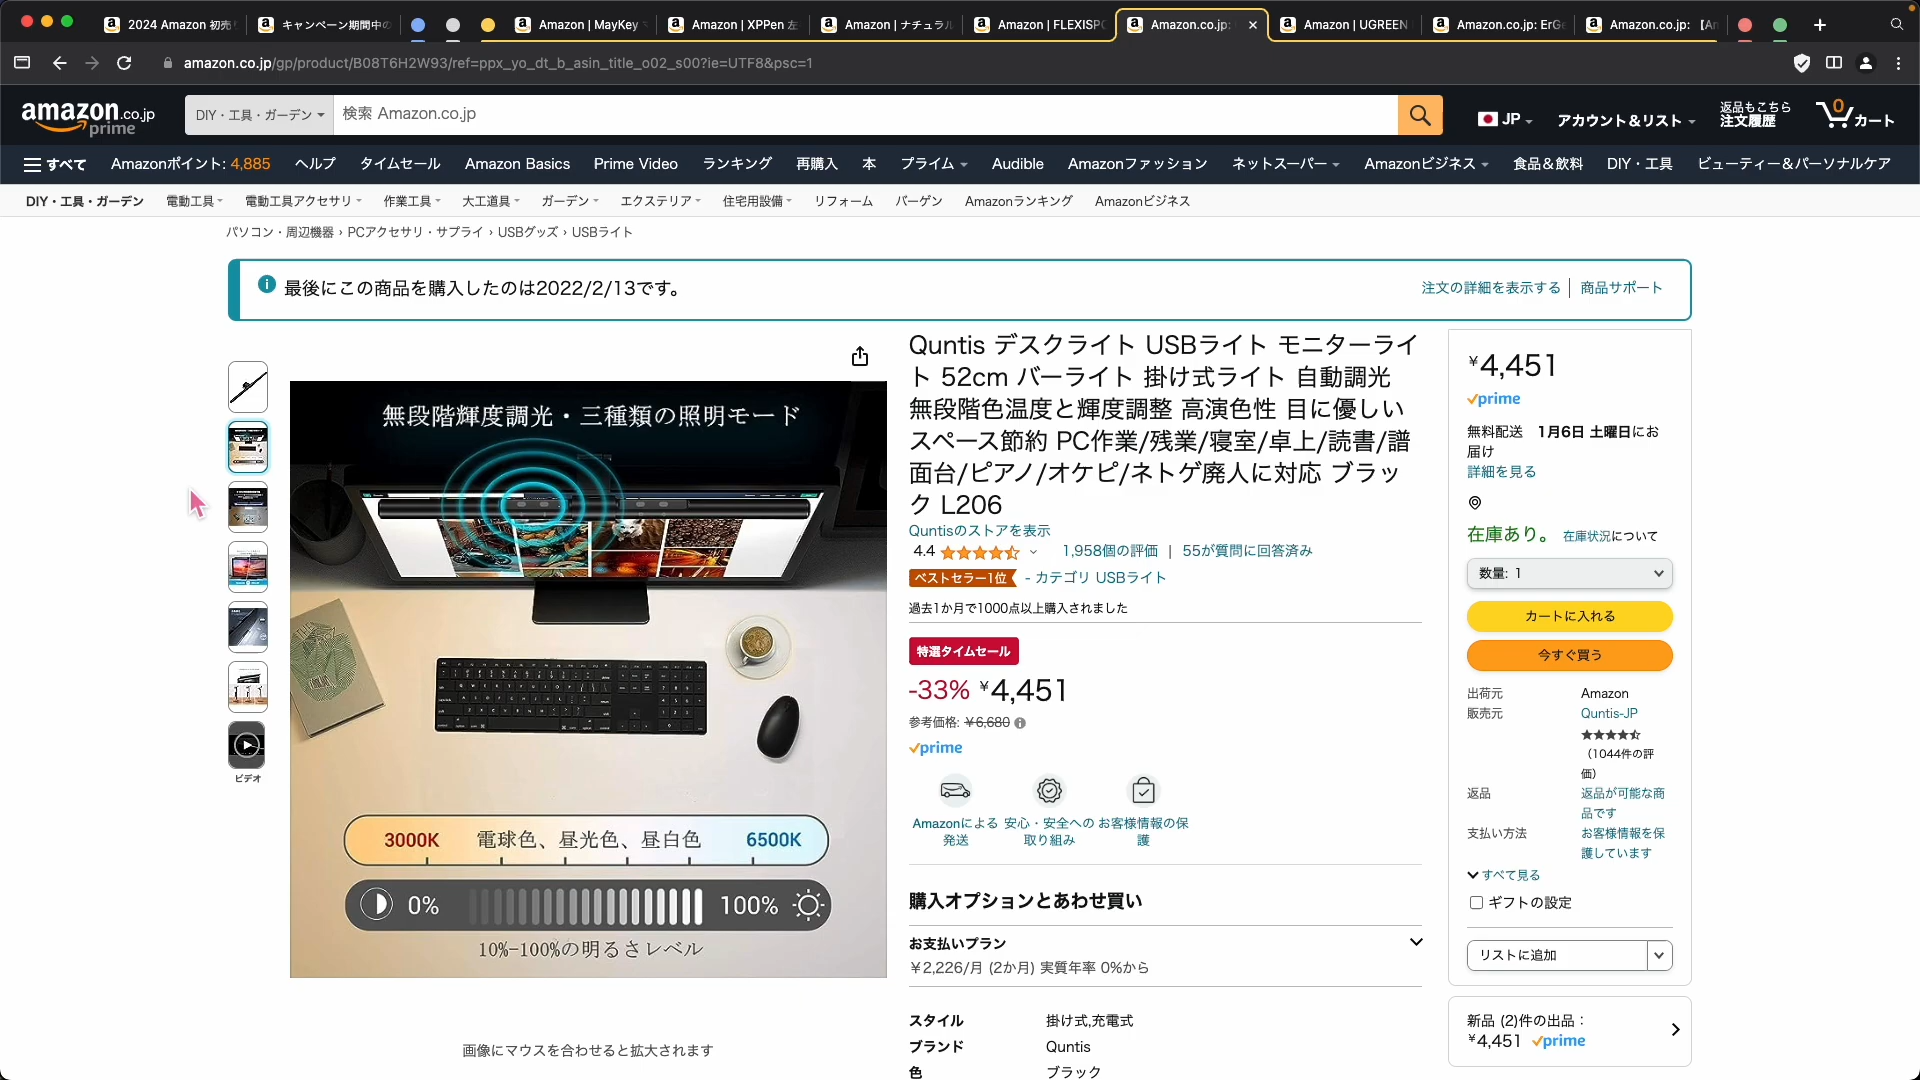 2024 Amazon 初売り
キャンペーン期間中の
Amazon | MayKey
Amazon | XPPen 左
Amazon | ナチュラル
Amazon | FLEXISPO
Amazon.co.jp:
Amazon | UGREEN
Amazon.co.jp: ErGo
Amazon.co.jp: 【An
amazon.co.jp/gp/product/B08T6H2W93/ref=ppx_yo_dt_b_asin_title_o02_s00?ie=UTF8&psc=1
amazon.co.jp
prime
DIY・工具・ガーデン
検索 Amazon.co.jp
JP
アカウント＆リスト
返品もこちら
注文履歴
0
カート
すべて
Amazonポイント: 4,885
ヘルプ
タイムセール
Amazon Basics
Prime Video
ランキング
再購入
本
プライム
Audible
Amazonファッション
ネットスーパー
Amazonビジネス
食品＆飲料
DIY・工具
ビューティー＆パーソナルケア
DIY・工具・ガーデン
電動工具
電動工具アクセサリ
作業工具
大工道具
ガーデン
エクステリア
住宅用設備
リフォーム
バーゲン
Amazonランキング
Amazonビジネス
パソコン・周辺機器 › PCアクセサリ・サプライ › USBグッズ › USBライト
最後にこの商品を購入したのは2022/2/13です。
注文の詳細を表示する | 商品サポート
無段階輝度調光・三種類の照明モード
3000K 電球色、昼光色、昼白色 6500K
0% 100%
10%-100%の明るさレベル
ビデオ
画像にマウスを合わせると拡大されます
Quntis デスクライト USBライト モニターライ
ト 52cm バーライト 掛け式ライト 自動調光
無段階色温度と輝度調整 高演色性 目に優しい
スペース節約 PC作業/残業/寝室/卓上/読書/譜
面台/ピアノ/オケピ/ネトゲ廃人に対応 ブラッ
ク L206
Quntisのストアを表示
4.4 1,958個の評価 | 55が質問に回答済み
ベストセラー1位 - カテゴリ USBライト
過去1か月で1000点以上購入されました
特選タイムセール
-33% ¥4,451
参考価格: ¥6,680
prime
Amazonによる
発送
安心・安全への
取り組み
お客様情報の保
護
購入オプションとあわせ買い
お支払いプラン
¥2,226/月 (2か月) 実質年率 0%から
スタイル 掛け式,充電式
ブランド Quntis
色 ブラック
¥4,451
prime
無料配送 1月6日 土曜日にお
届け
詳細を見る
在庫あり。 在庫状況について
数量: 1
カートに入れる
今すぐ買う
出荷元 Amazon
販売元 Quntis-JP
（1044件の評
価）
返品 返品が可能な商
品です
支払い方法 お客様情報を保
護しています
すべて見る
ギフトの設定
リストに追加
新品 (2)件の出品：
¥4,451 prime